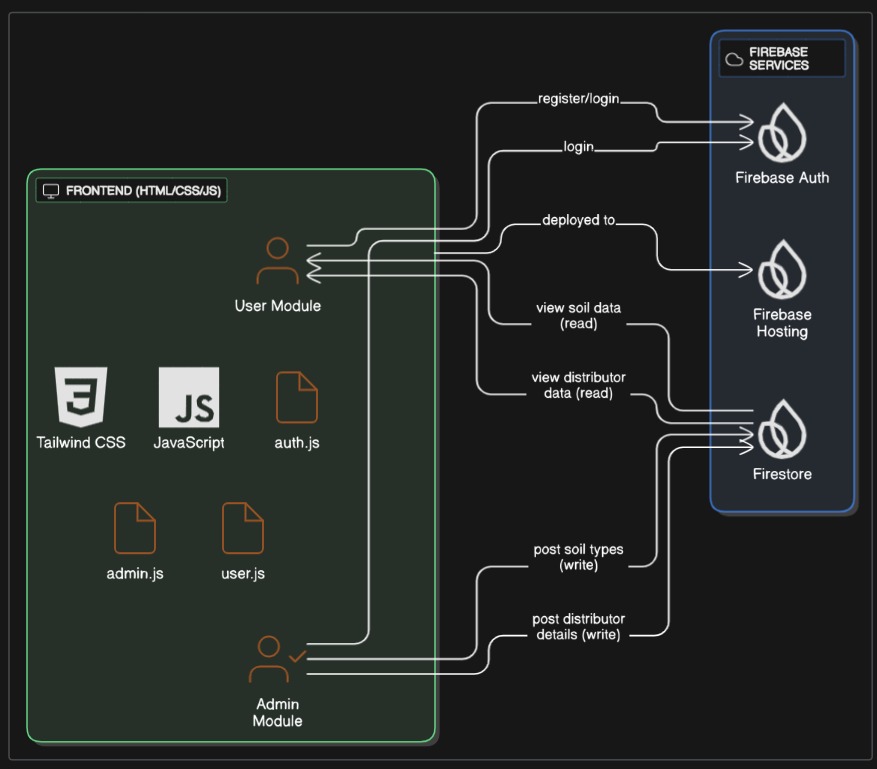 FIREBASE
SERVICES
register/login
login
Firebase Auth
FRONTEND (HTML/CSS/JS)
deployed to
User Module
Firebase
Hosting
view soil data
(read)
view distributor
data (read)
3
JS
Tailwind CSS
JavaScript
auth.js
Firestore
admin.js
user.js
post soil types
(write)
post distributor
details (write)
Admin
Module